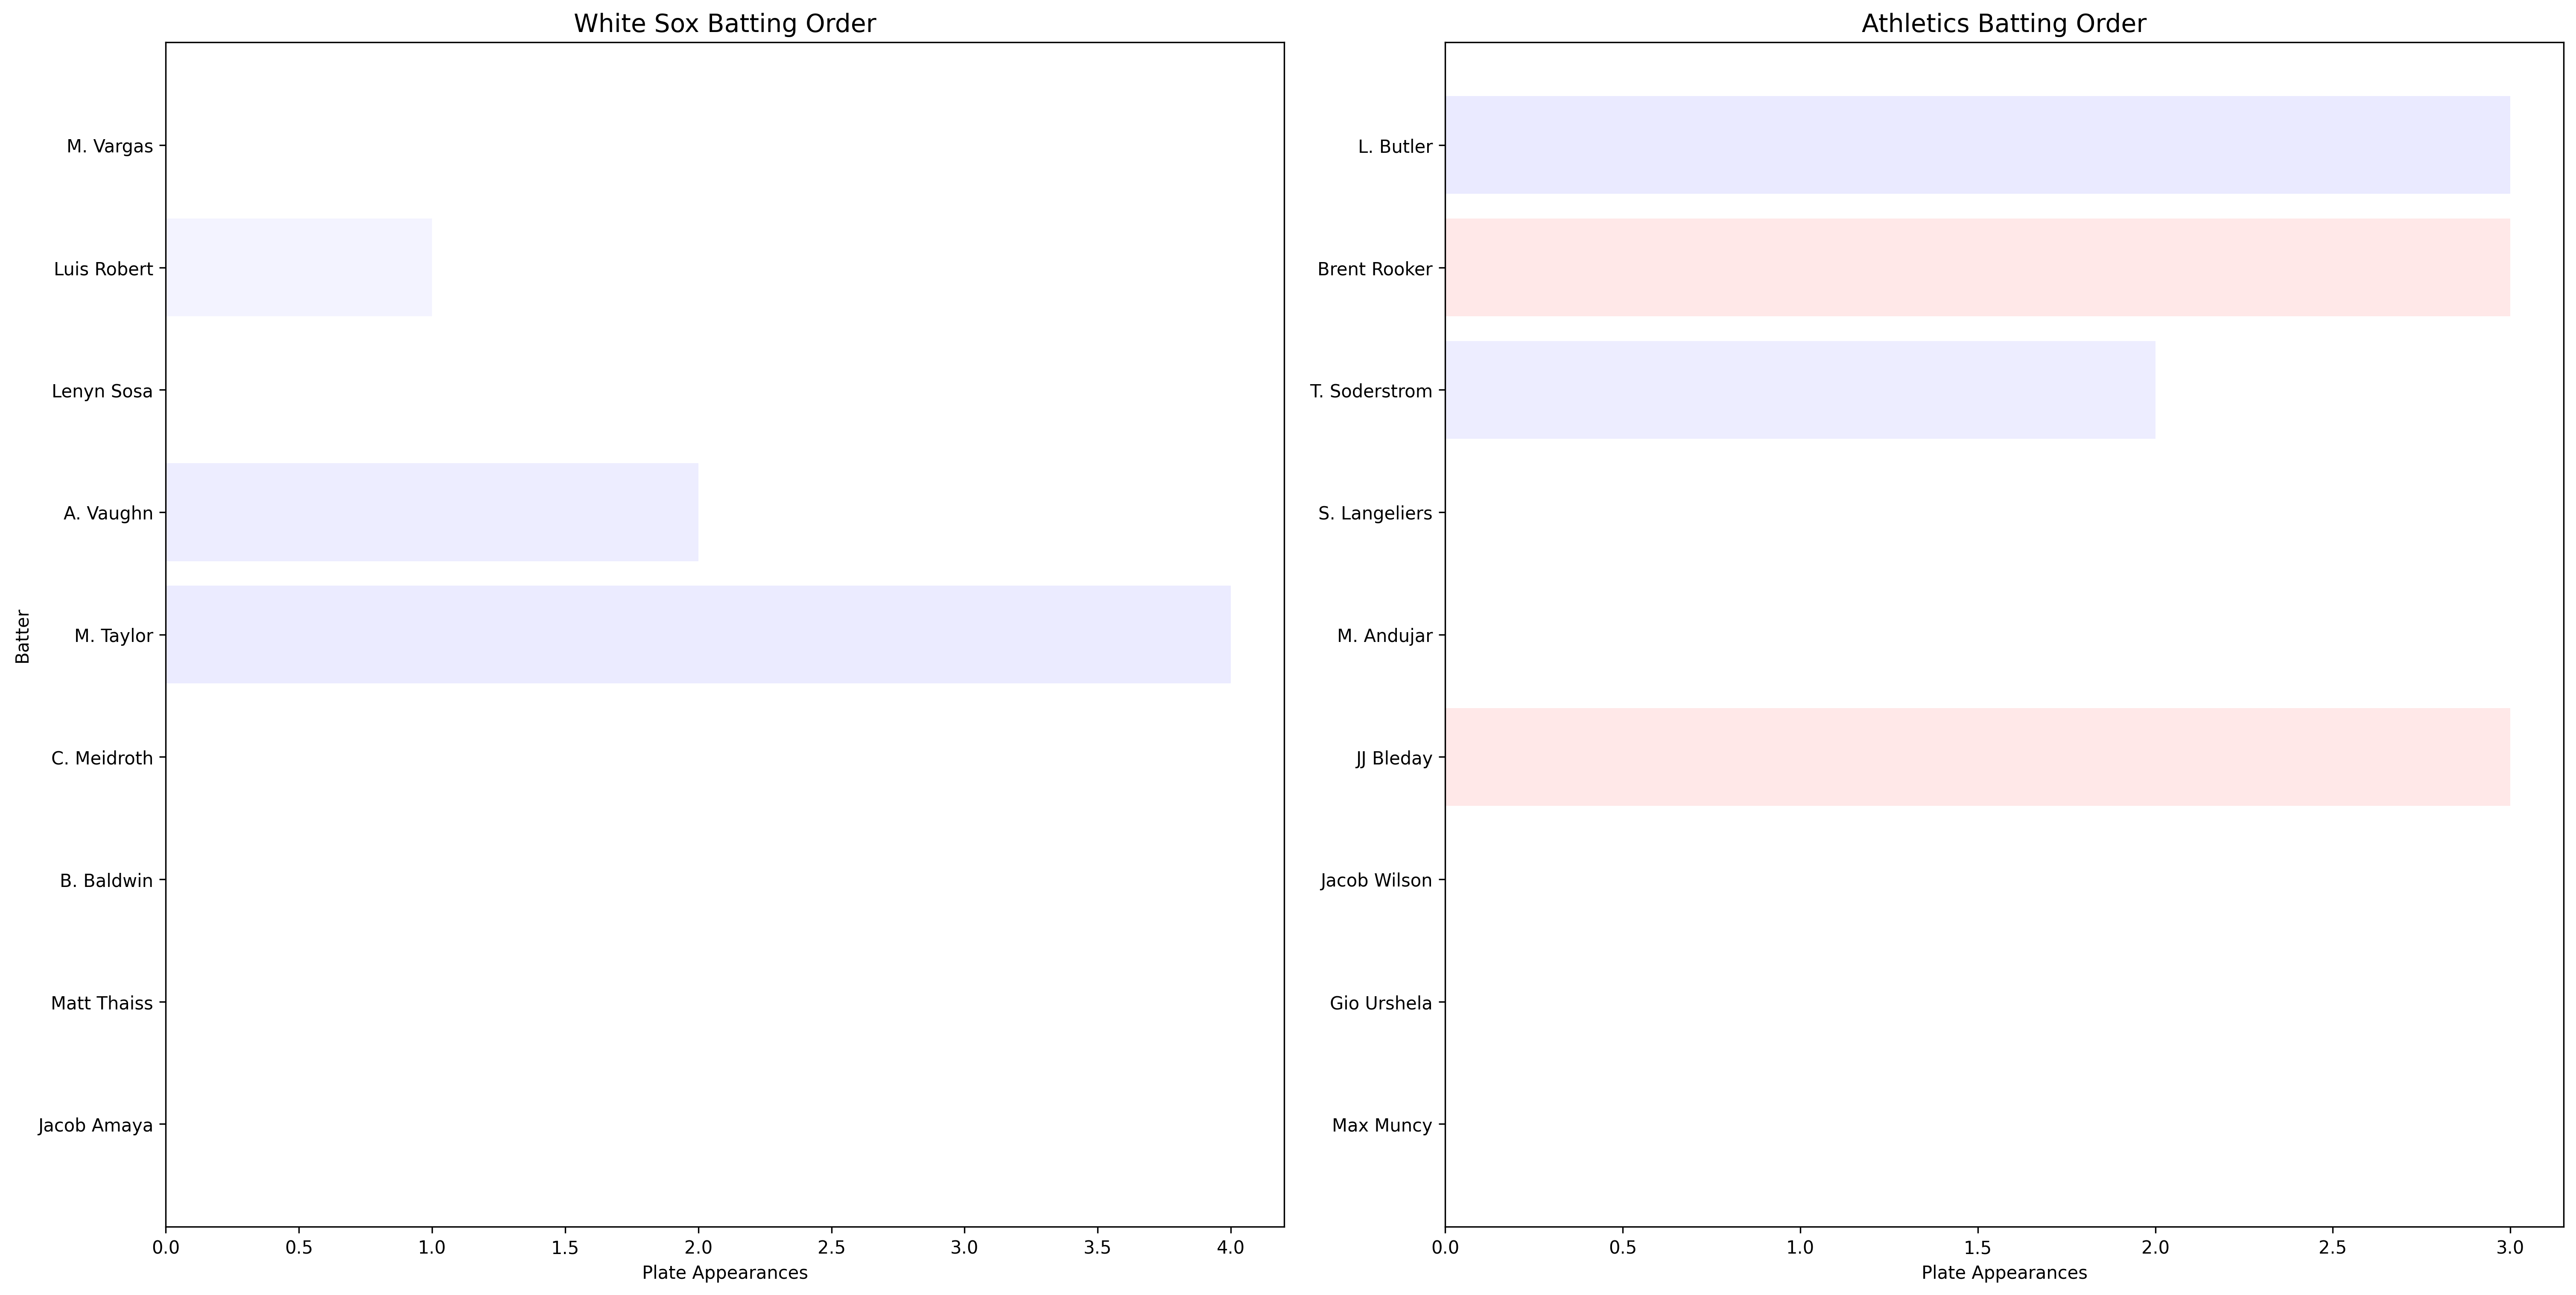 White Sox Batting Order
Batter
M. Vargas
Luis Robert
Lenyn Sosa
A. Vaughn
M. Taylor
C. Meidroth
B. Baldwin
Matt Thaiss
Jacob Amaya
0.0 0.5 1.0 1.5 2.0 2.5 3.0 3.5 4.0
Plate Appearances
Athletics Batting Order
L. Butler
Brent Rooker
T. Soderstrom
S. Langeliers
M. Andujar
JJ Bleday
Jacob Wilson
Gio Urshela
Max Muncy
0.0 0.5 1.0 1.5 2.0 2.5 3.0
Plate Appearances